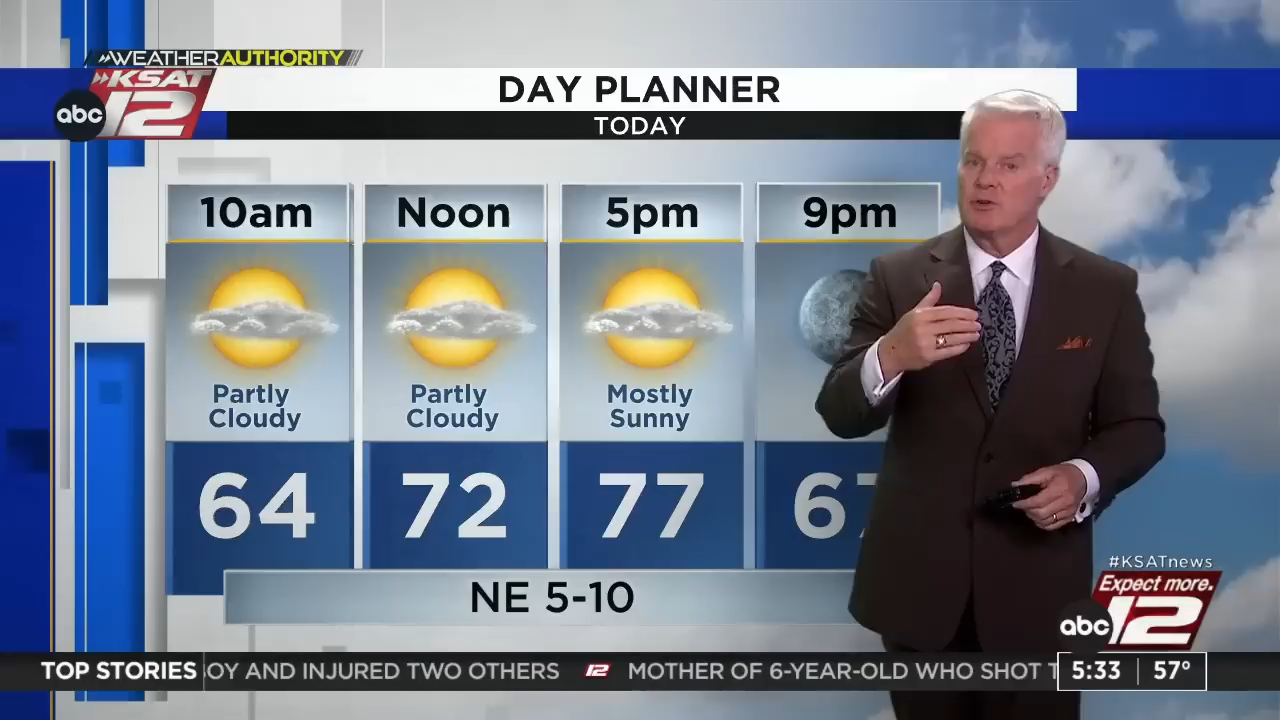 WEATHERAUTHORITY
KSAT
abc 12
DAY PLANNER
TODAY
10am
Noon
5pm
9pm
Partly
Cloudy
Partly
Cloudy
Mostly
Sunny
64
72
77
67
NE 5-10
#KSATnews
Expect more.
abc 12
TOP STORIES
OY AND INJURED TWO OTHERS 12 MOTHER OF 6-YEAR-OLD WHO SHOT T
5:33
57°